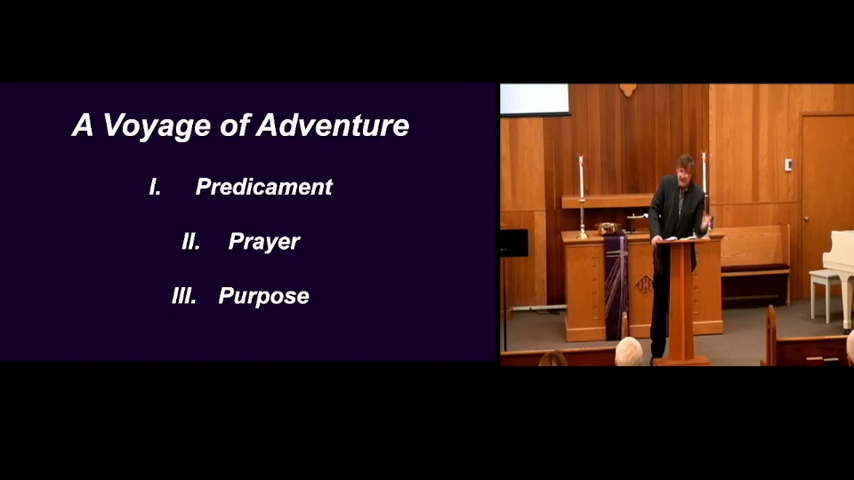 A Voyage of Adventure
I. Predicament
II. Prayer
III. Purpose